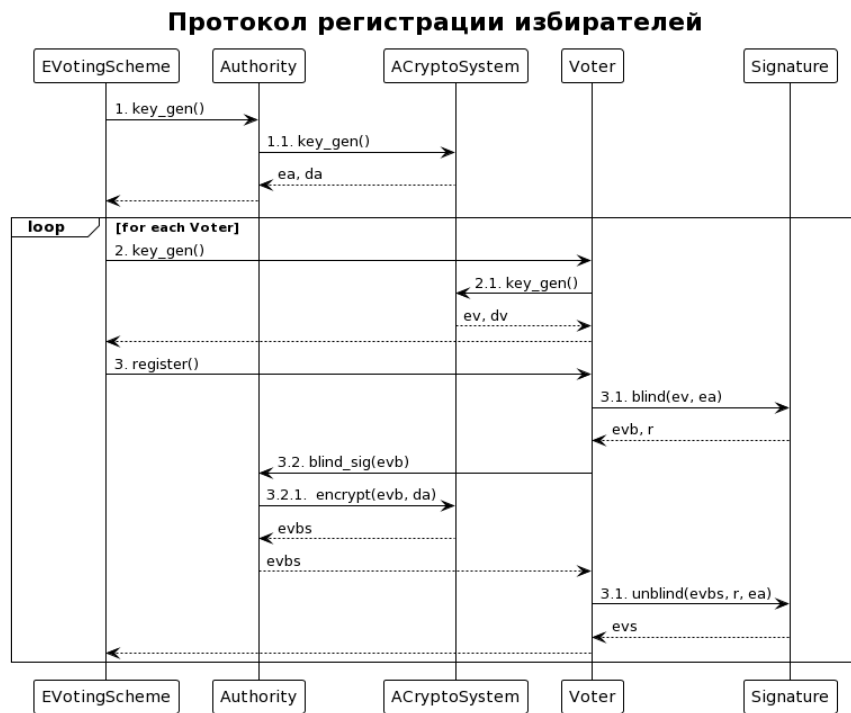 Протокол регистрации избирателей
EVotingScheme Authority ACryptoSystem Voter Signature
1. key_gen()
1.1. key_gen()
ea, da
loop [for each Voter]
2. key_gen()
2.1. key_gen()
ev, dv
3. register()
3.1. blind(ev, ea)
evb, r
3.2. blind_sig(evb)
3.2.1. encrypt(evb, da)
evbs
evbs
3.1. unblind(evbs, r, ea)
evs
EVotingScheme Authority ACryptoSystem Voter Signature